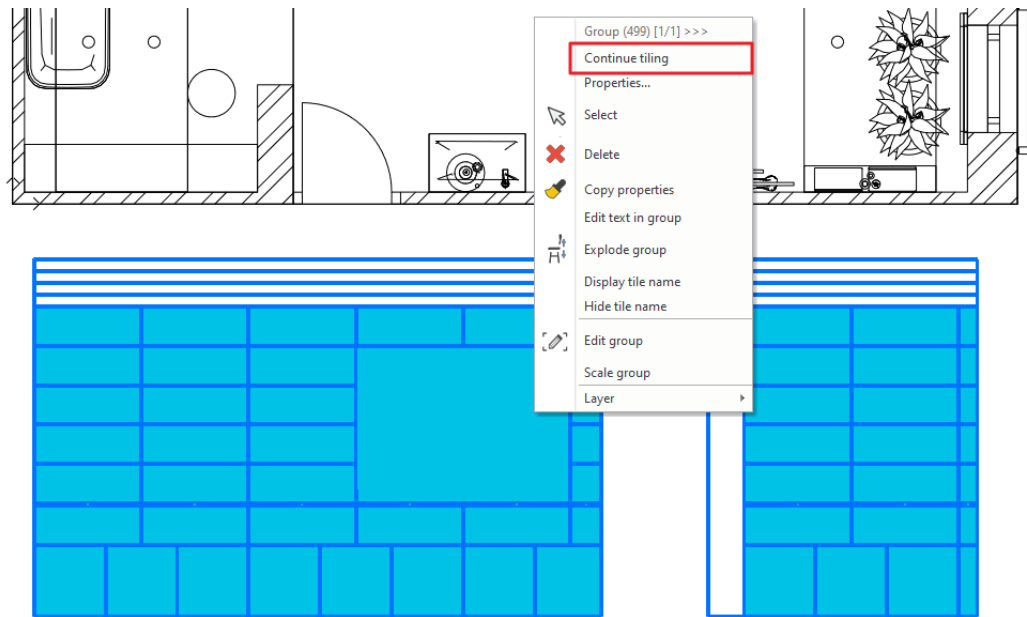 Group (499) [1/1] >>>
Continue tiling
Properties...
Select
Delete
Copy properties
Edit text in group
Explode group
Display tile name
Hide tile name
Edit group
Scale group
Layer